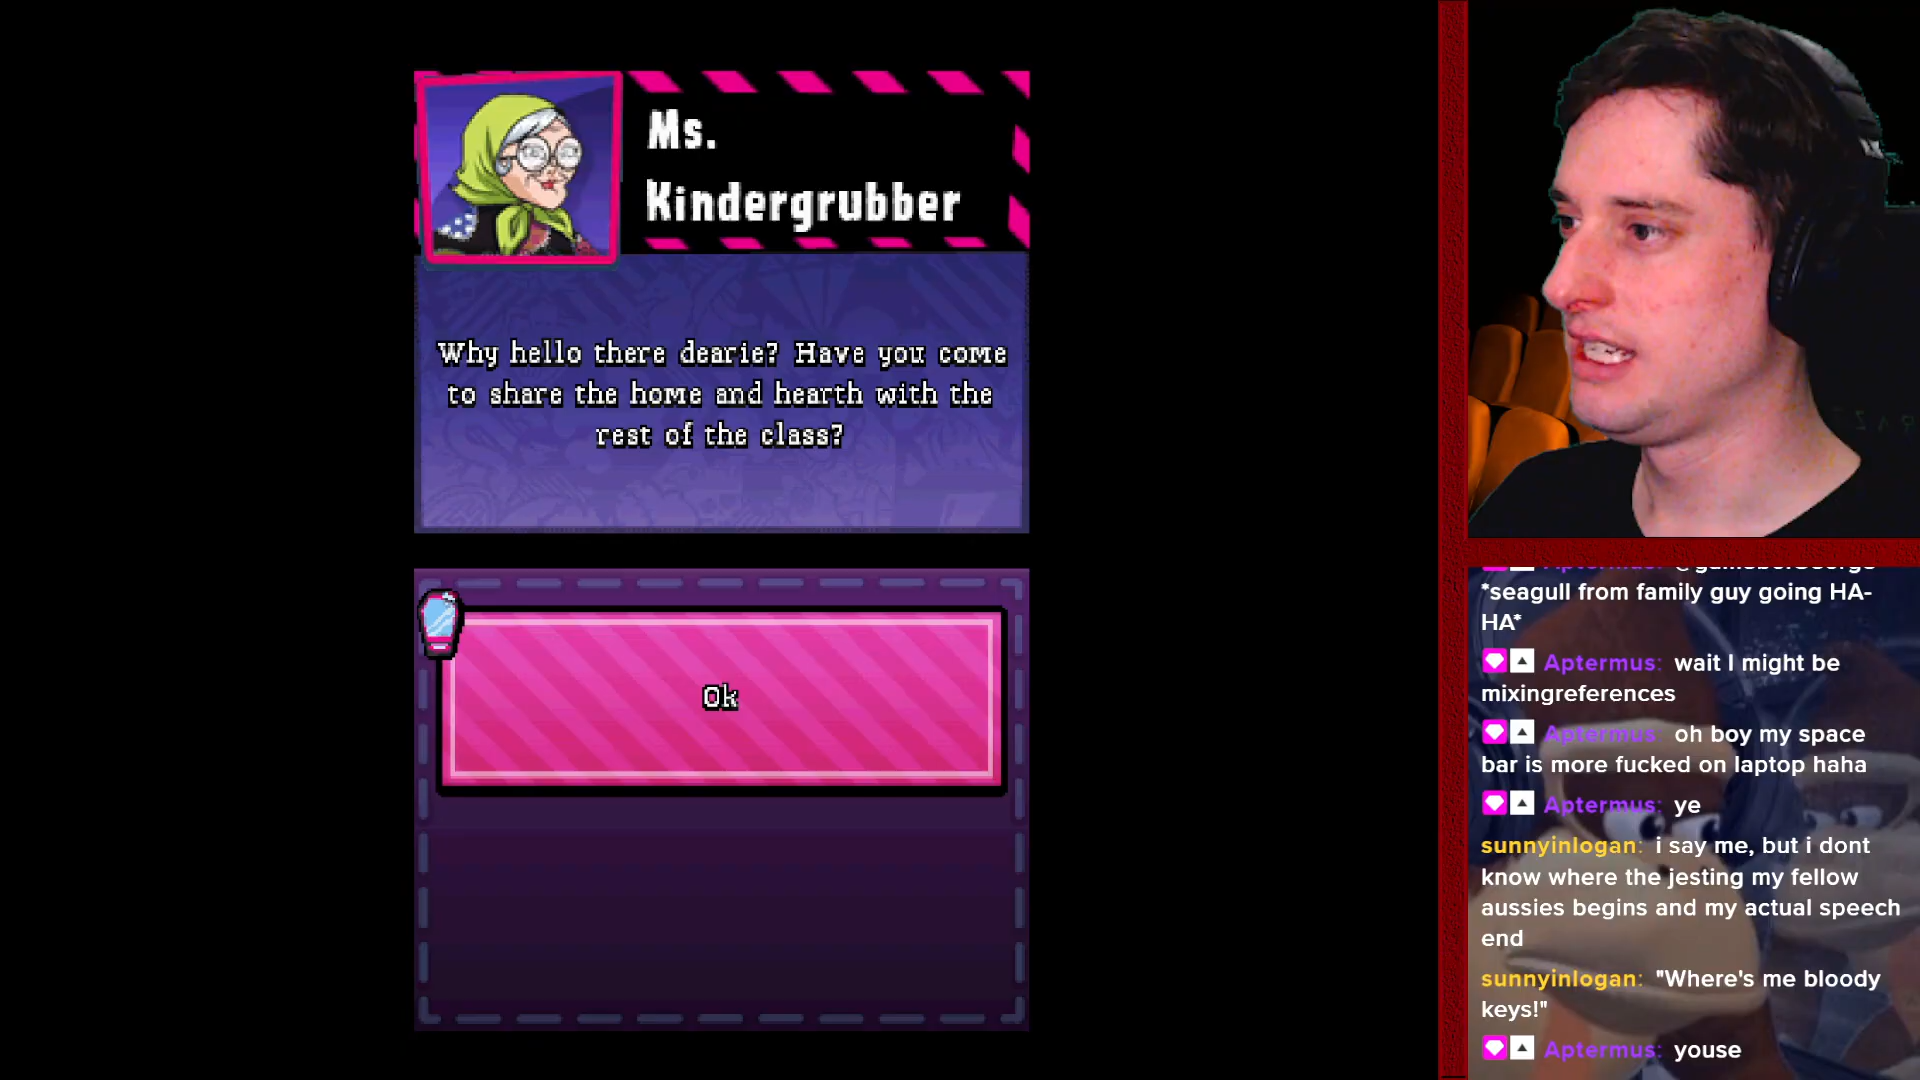 Ms.
Kindergrubber
Why hello there dearie? Have you come
to share the home and hearth with the
rest of the class?
Ok
*seagull from family guy going HA-
HA*
Aptermus: wait I might be
mixingreferences
Aptermus: oh boy my space
bar is more fucked on laptop haha
Aptermus: ye
sunnyinlogan: i say me, but i dont
know where the jesting my fellow
aussies begins and my actual speech
end
sunnyinlogan: "Where's me bloody
keys!"
Aptermus: youse